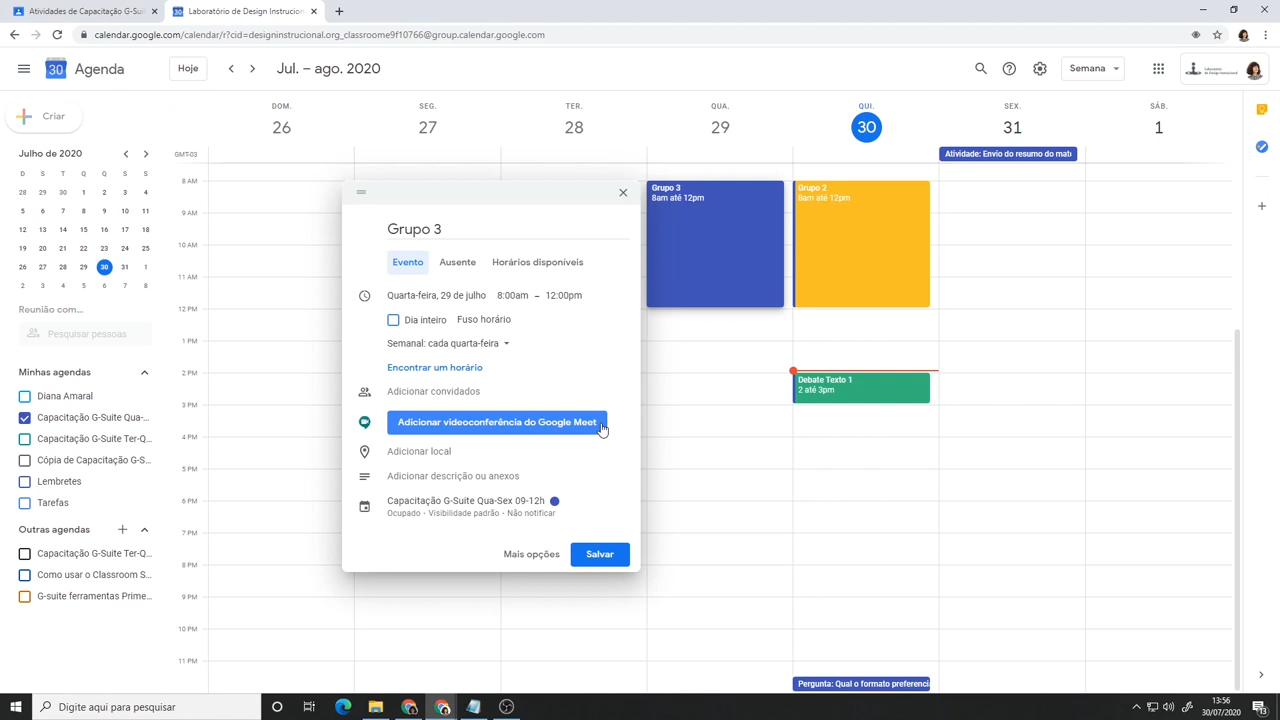 Atividades de Capacitação G-Sui
Laboratório de Design Instrucion
calendar.google.com/calendar/r?cid=designinstrucional.org_classroome9f10766@group.calendar.google.com
30 Agenda
Hoje
Jul. – ago. 2020
Semana
Criar
Julho de 2020
D S T Q Q S S
28 29 30 1 2 3 4
5 6 7 8 9 10 11
12 13 14 15 16 17 18
19 20 21 22 23 24 25
26 27 28 29 30 31 1
2 3 4 5 6 7 8
Reunião com...
Pesquisar pessoas
Minhas agendas
Diana Amaral
Capacitação G-Suite Qua-...
Capacitação G-Suite Ter-Q...
Cópia de Capacitação G-S...
Lembretes
Tarefas
Outras agendas
Capacitação G-Suite Ter-Q...
Como usar o Classroom S...
G-suite ferramentas Prime...
DOM. SEG. TER. QUA. QUI. SEX. SÁB.
26 27 28 29 30 31 1
GMT-03
Atividade: Envio do resumo do mat
8 AM
9 AM
10 AM
11 AM
12 PM
1 PM
2 PM
3 PM
4 PM
5 PM
6 PM
7 PM
8 PM
9 PM
10 PM
11 PM
Grupo 3
8am até 12pm
Grupo 2
8am até 12pm
Debate Texto 1
2 até 3pm
Pergunta: Qual o formato preferenci
Grupo 3
Evento Ausente Horários disponíveis
Quarta-feira, 29 de julho 8:00am – 12:00pm
Dia inteiro Fuso horário
Semanal: cada quarta-feira
Encontrar um horário
Adicionar convidados
Adicionar videoconferência do Google Meet
Adicionar local
Adicionar descrição ou anexos
Capacitação G-Suite Qua-Sex 09-12h
Ocupado · Visibilidade padrão · Não notificar
Mais opções Salvar
Digite aqui para pesquisar
13:56
30/07/2020
13